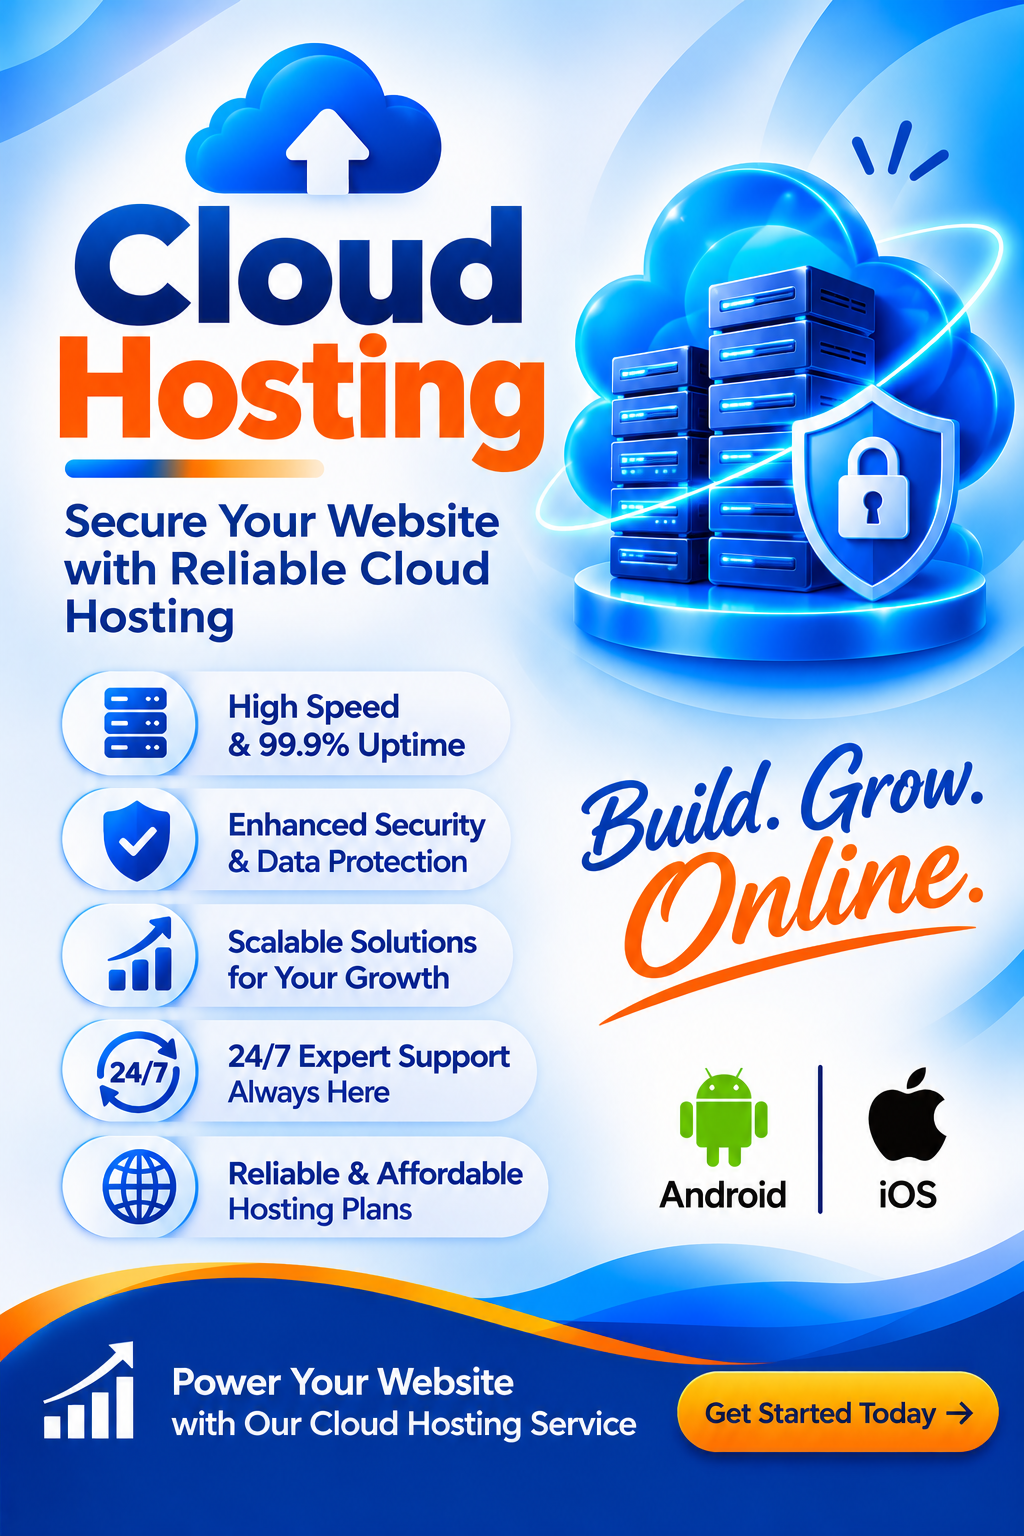 Cloud
Hosting
Secure Your Website
with Reliable Cloud
Hosting
High Speed
& 99.9% Uptime
Enhanced Security
& Data Protection
Scalable Solutions
for Your Growth
24/7
24/7 Expert Support
Always Here
Reliable & Affordable
Hosting Plans
Build. Grow.
Online.
Android
iOS
Power Your Website
with Our Cloud Hosting Service
Get Started Today →